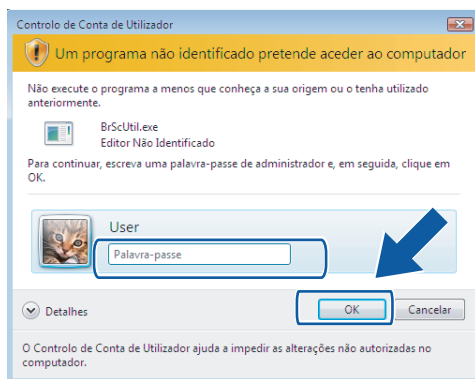 Controlo de Conta de Utilizador
Um programa não identificado pretende aceder ao computador
Não execute o programa a menos que conheça a sua origem ou o tenha utilizado
anteriormente.
BrScUtil.exe
Editor Não Identificado
Para continuar, escreva uma palavra-passe de administrador e, em seguida, clique em
OK.
User
Palavra-passe
Detalhes
OK
Cancelar
O Controlo de Conta de Utilizador ajuda a impedir as alterações não autorizadas no
computador.